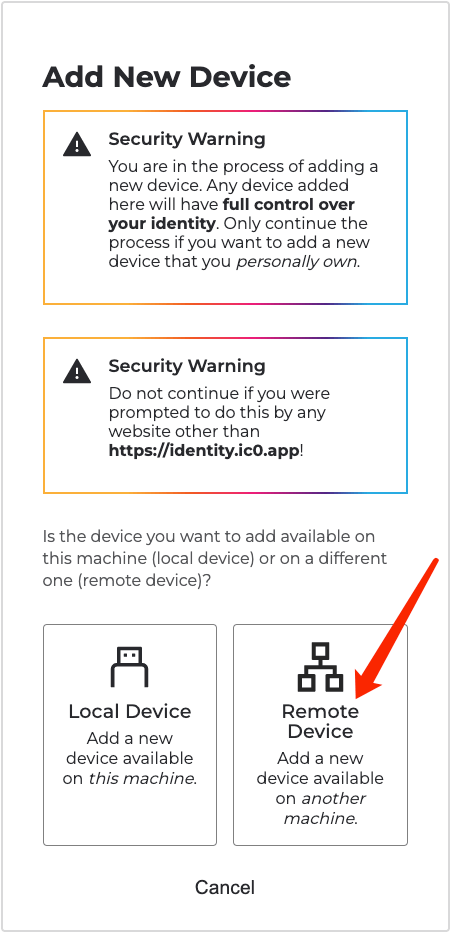 Add New Device
Security Warning
You are in the process of adding a
new device. Any device added
here will have full control over
your identity. Only continue the
process if you want to add a new
device that you personally own.
Security Warning
Do not continue if you were
prompted to do this by any
website other than
https://identity.ic0.app!
Is the device you want to add available on
this machine (local device) or on a different
one (remote device)?
Local Device
Add a new
device available
on this machine.
Remote
Device
Add a new
device available
on another
machine.
Cancel